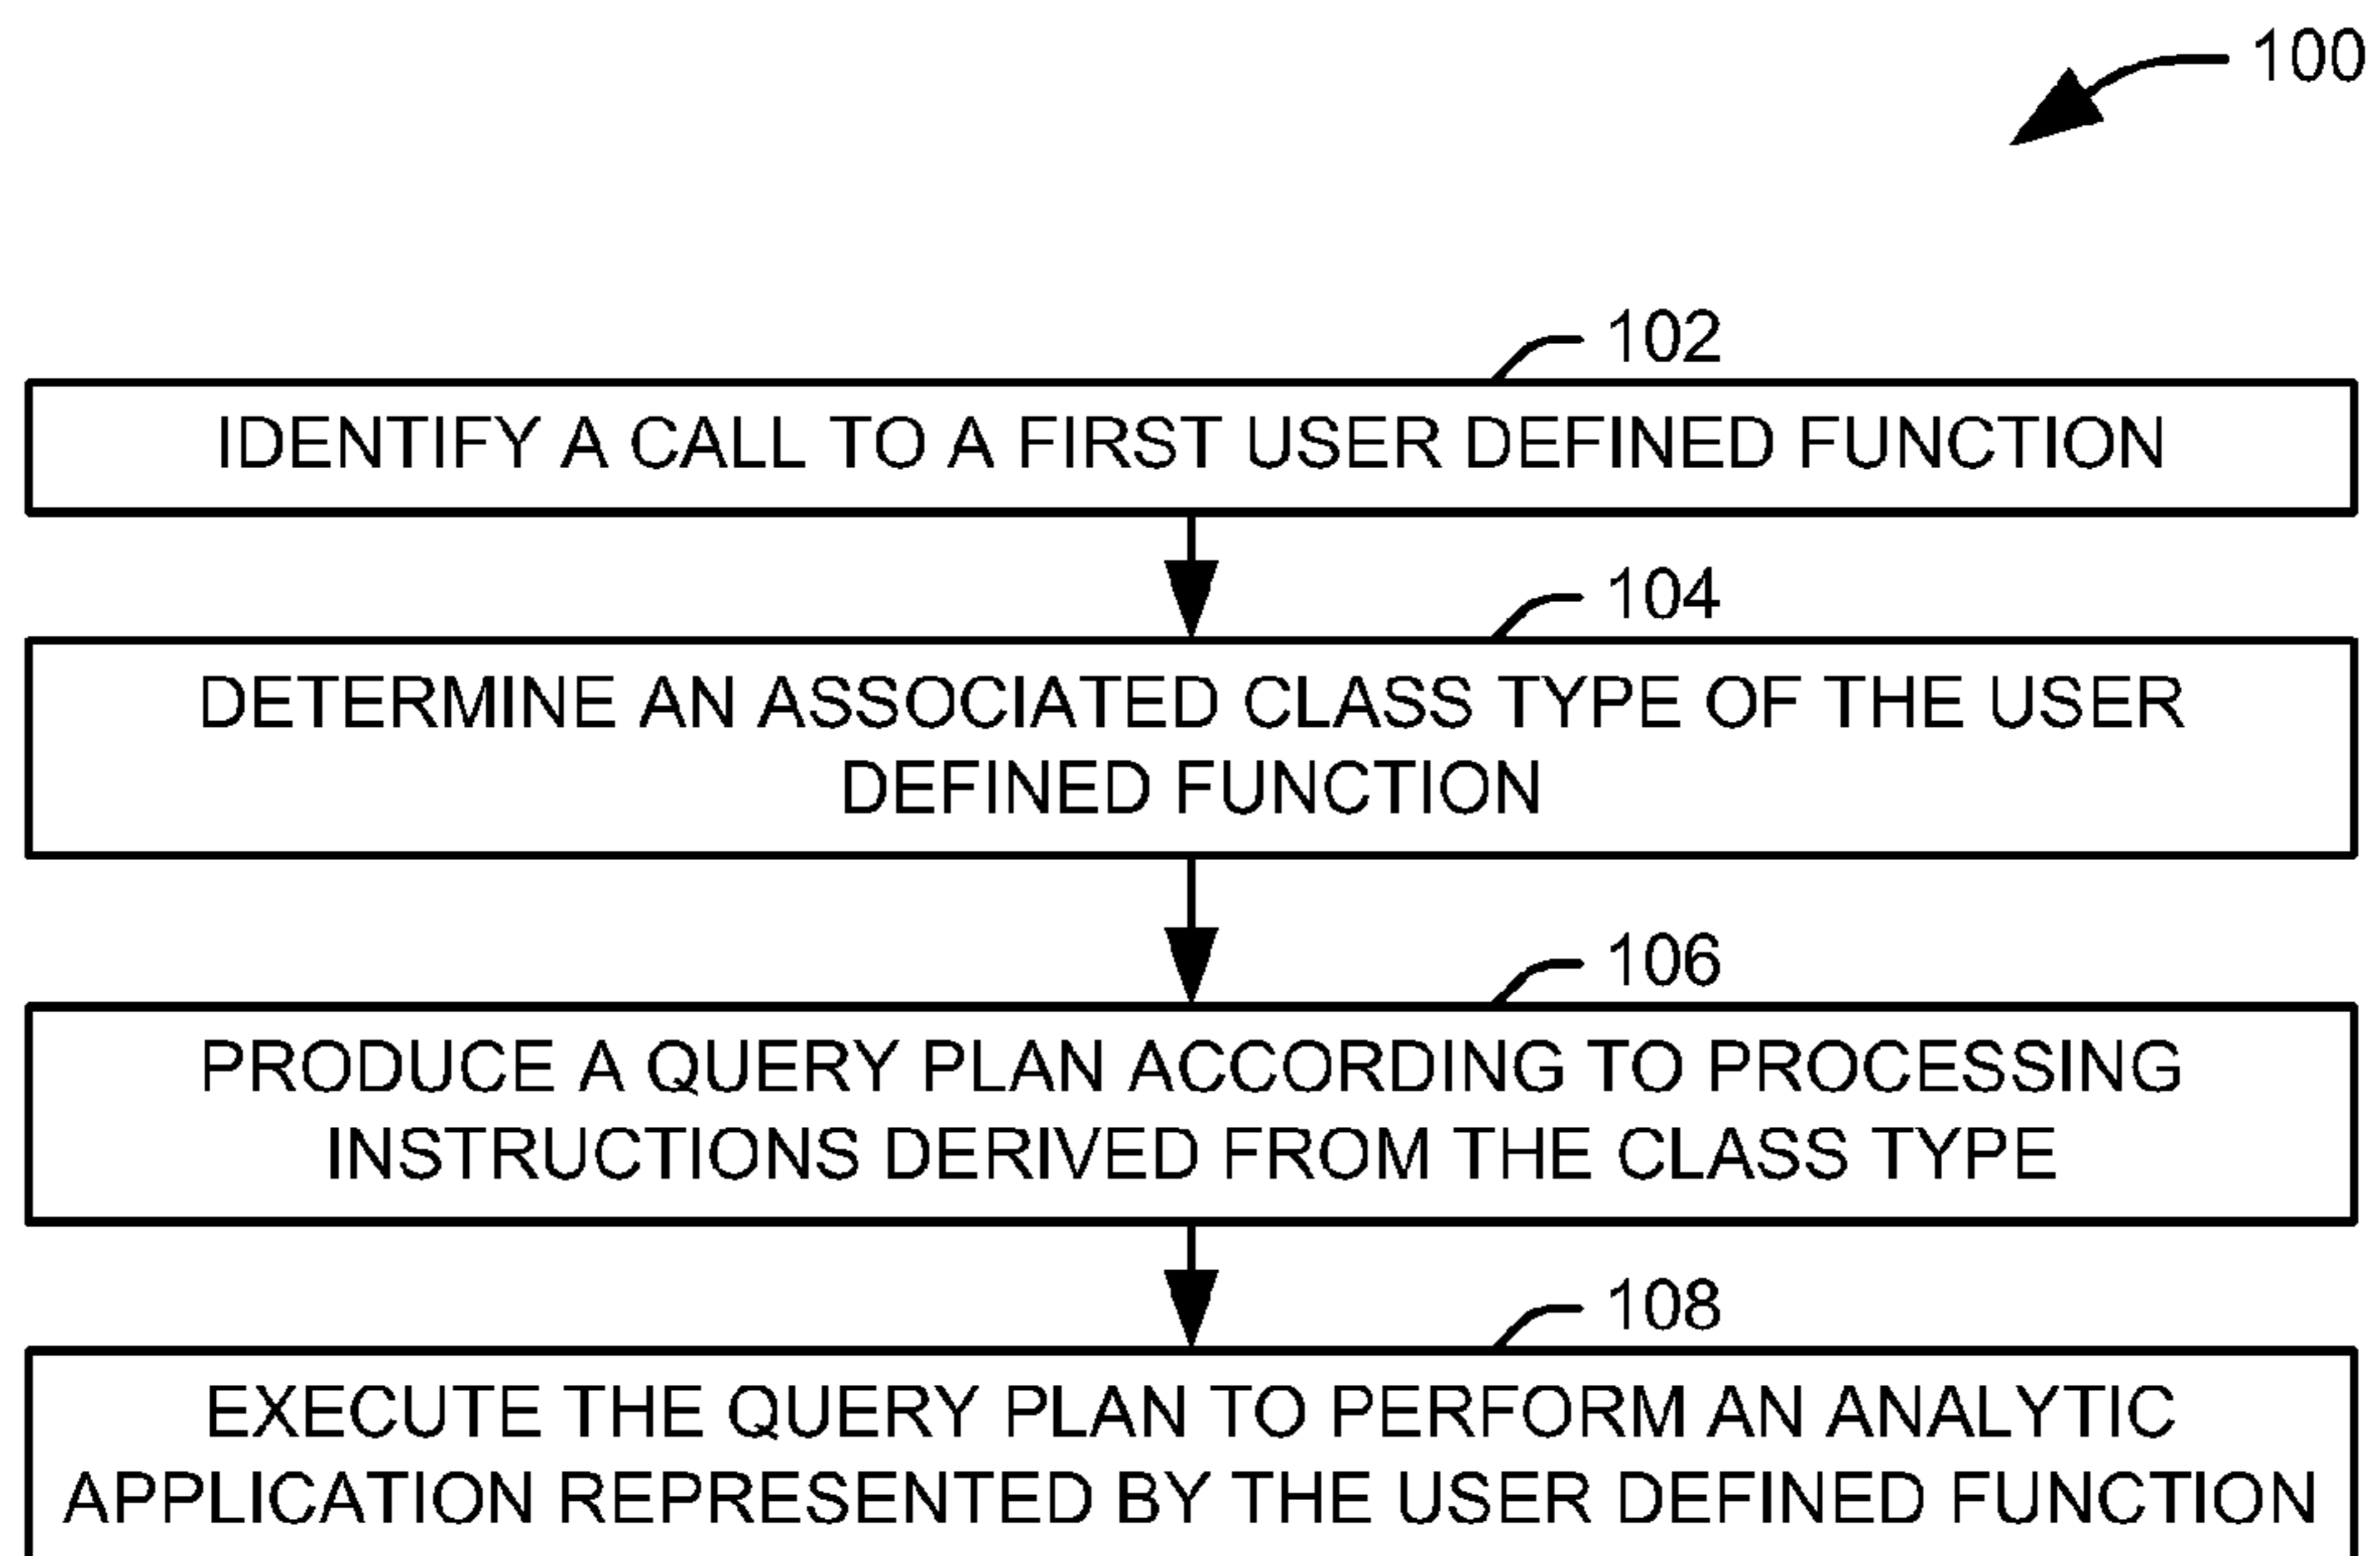 100
102
IDENTIFY A CALL TO A FIRST USER DEFINED FUNCTION
104
DETERMINE AN ASSOCIATED CLASS TYPE OF THE USER
DEFINED FUNCTION
106
PRODUCE A QUERY PLAN ACCORDING TO PROCESSING
INSTRUCTIONS DERIVED FROM THE CLASS TYPE
108
EXECUTE THE QUERY PLAN TO PERFORM AN ANALYTIC
APPLICATION REPRESENTED BY THE USER DEFINED FUNCTION